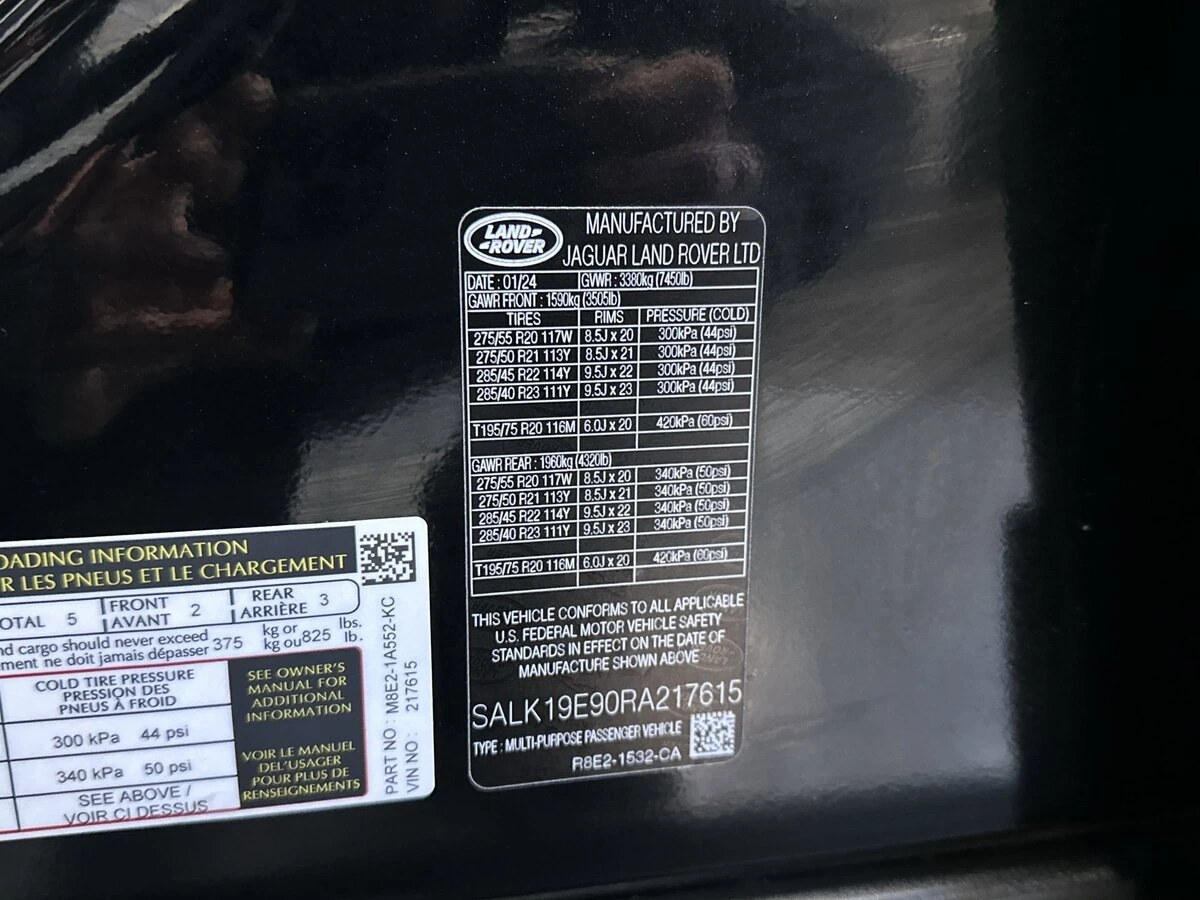 LAND-
-ROVER
MANUFACTURED BY
JAGUAR LAND ROVER LTD
DATE : 01/24 GVWR : 3380kg (7450lb)
GAWR FRONT : 1590kg (3505lb)
TIRES RIMS PRESSURE (COLD)
275/55 R20 117W 8.5J x 20 300kPa (44psi)
275/50 R21 113Y 8.5J x 21 300kPa (44psi)
285/45 R22 114Y 9.5J x 22 300kPa (44psi)
285/40 R23 111Y 9.5J x 23 300kPa (44psi)
T195/75 R20 116M 6.0J x 20 420kPa (60psi)
GAWR REAR : 1960kg (4320lb)
275/55 R20 117W 8.5J x 20 340kPa (50psi)
275/50 R21 113Y 8.5J x 21 340kPa (50psi)
285/45 R22 114Y 9.5J x 22 340kPa (50psi)
285/40 R23 111Y 9.5J x 23 340kPa (50psi)
T195/75 R20 116M 6.0J x 20 420kPa (60psi)
THIS VEHICLE CONFORMS TO ALL APPLICABLE
U.S. FEDERAL MOTOR VEHICLE SAFETY
STANDARDS IN EFFECT ON THE DATE OF
MANUFACTURE SHOWN ABOVE
SALK19E90RA217615
TYPE : MULTI-PURPOSE PASSENGER VEHICLE
R8E2-1532-CA
OADING INFORMATION
R LES PNEUS ET LE CHARGEMENT
OTAL 5 FRONT AVANT 2 REAR ARRIÈRE 3
nd cargo should never exceed 375 kg or 825 lbs.
ment ne doit jamais dépasser kg ou lb.
COLD TIRE PRESSURE
PRESSION DES
PNEUS À FROID
300 kPa 44 psi
340 kPa 50 psi
SEE ABOVE /
VOIR CI DESSUS
SEE OWNER'S
MANUAL FOR
ADDITIONAL
INFORMATION
VOIR LE MANUEL
DEL'USAGER
POUR PLUS DE
RENSEIGNEMENTS
PART NO : M8E2-1A552-KC
VIN NO : 217615